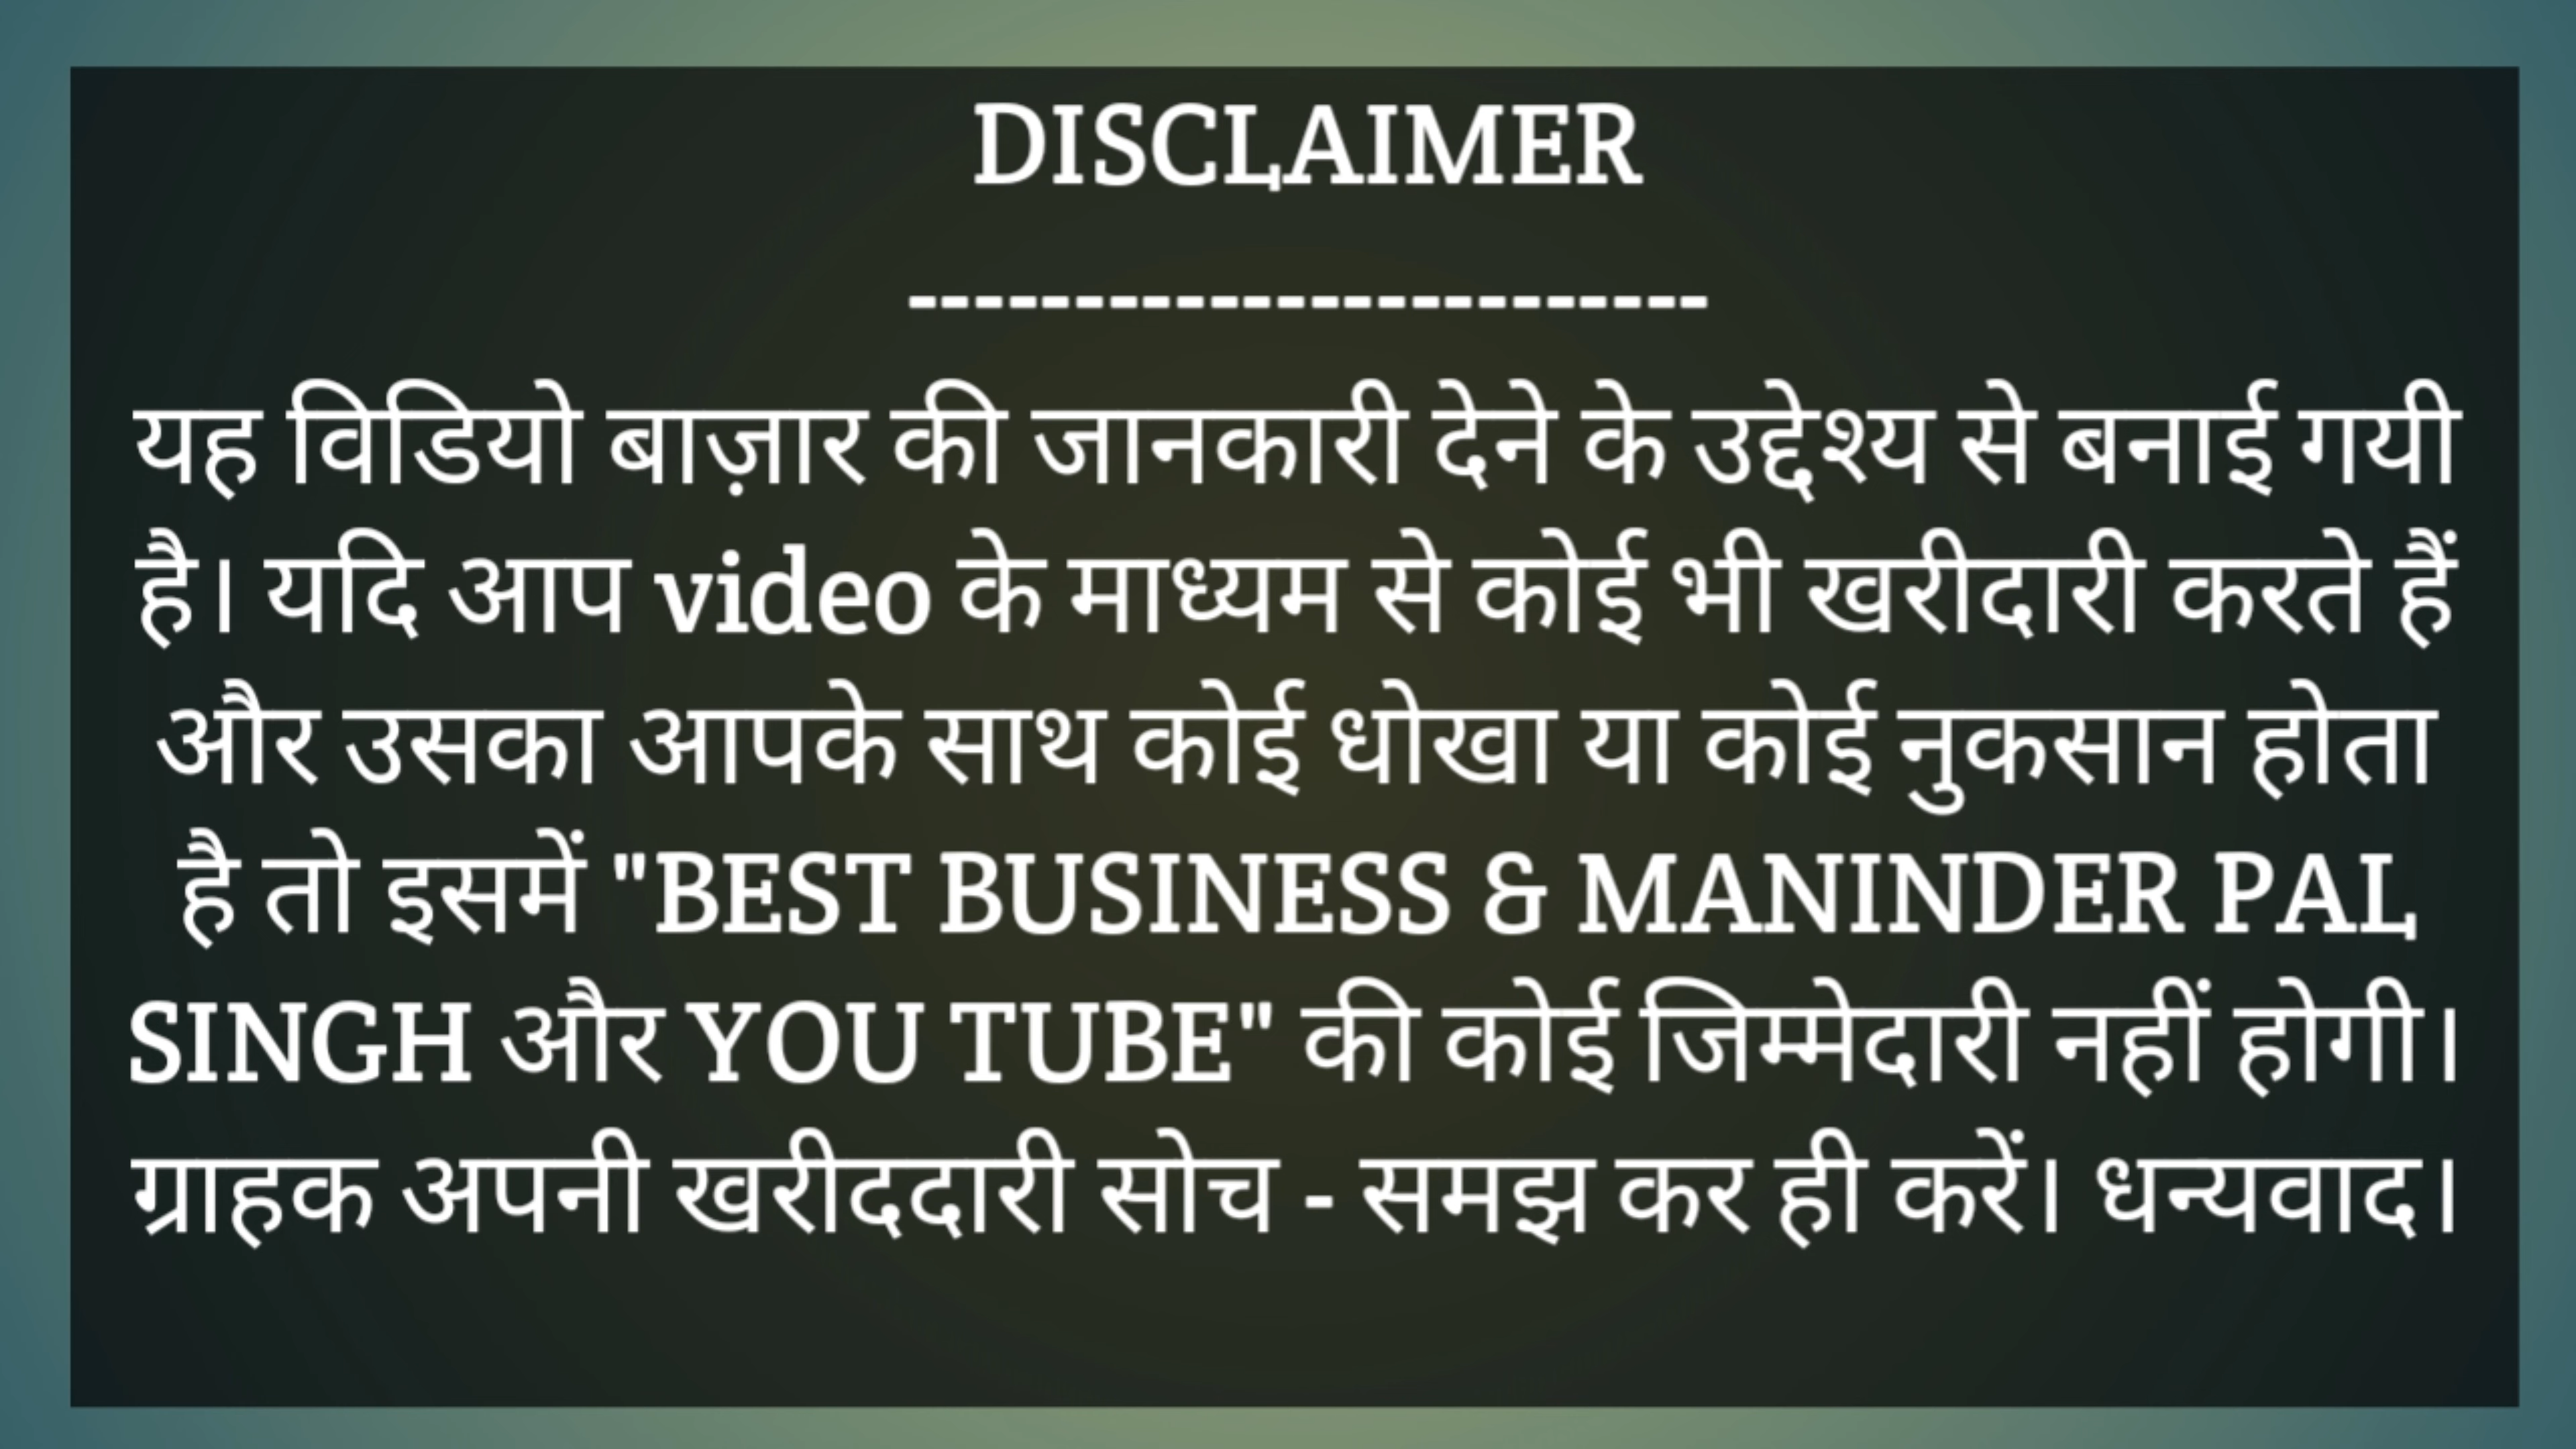 DISCLAIMER
------------------------
यह विडियो बाज़ार की जानकारी देने के उद्देश्य से बनाई गयी
है। यदि आप video के माध्यम से कोई भी खरीदारी करते हैं
और उसका आपके साथ कोई धोखा या कोई नुकसान होता
है तो इसमें "BEST BUSINESS & MANINDER PAL
SINGH और YOU TUBE" की कोई जिम्मेदारी नहीं होगी।
ग्राहक अपनी खरीददारी सोच - समझ कर ही करें। धन्यवाद।